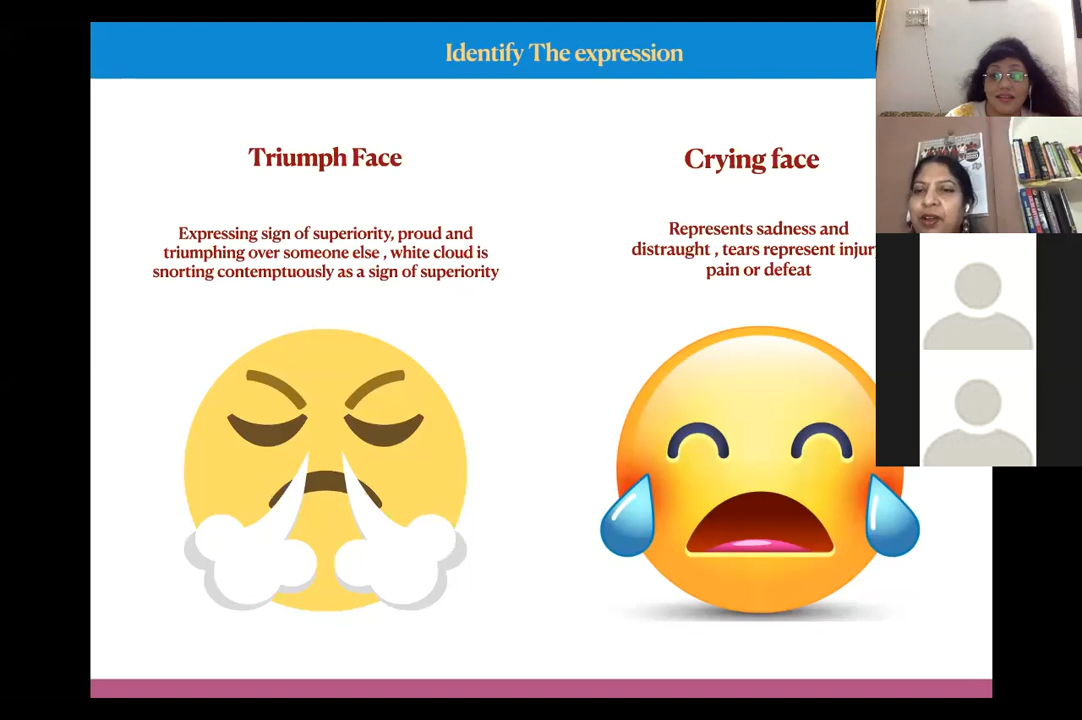 Identify The expression
Triumph Face
Expressing sign of superiority, proud and
triumphing over someone else , white cloud is
snorting contemptuously as a sign of superiority
Crying face
Represents sadness and
distraught , tears represent injur
pain or defeat